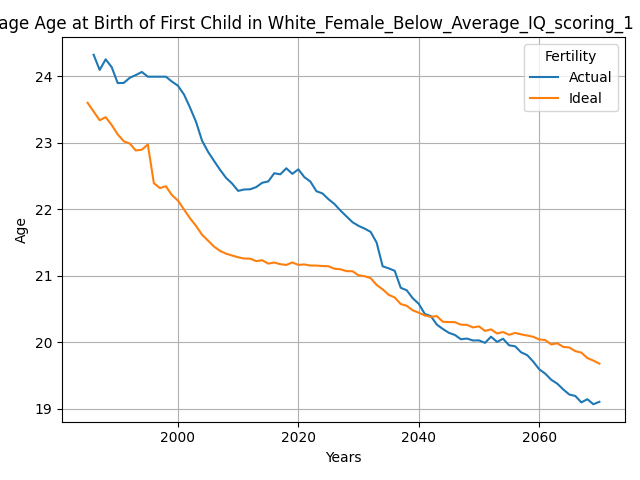 age Age at Birth of First Child in White_Female_Below_Average_IQ_scoring_1
Fertility
Actual
Ideal
24
23
22
21
20
19
Age
2000
2020
2040
2060
Years